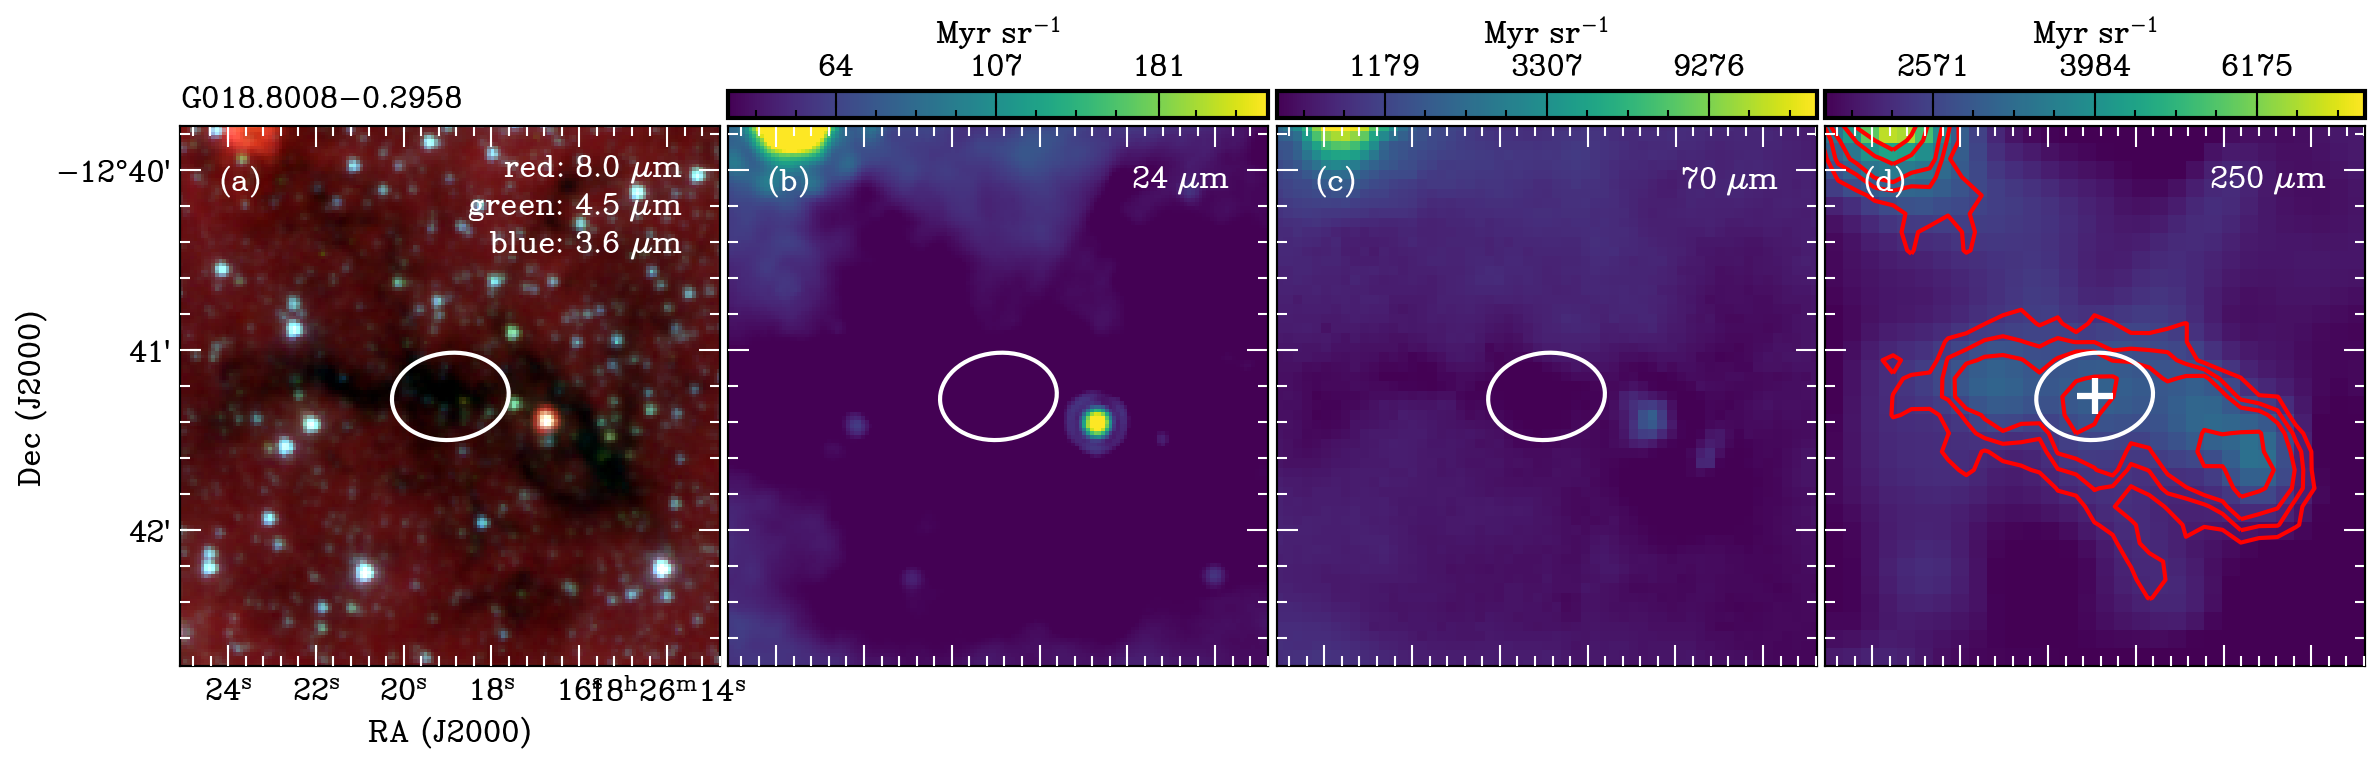 Myr sr⁻¹ Myr sr⁻¹ Myr sr⁻¹
64 107 181 1179 3307 9276 2571 3984 6175
G018.8008−0.2958
(a) red: 8.0 μm
green: 4.5 μm
blue: 3.6 μm
(b) 24 μm
(c) 70 μm
(d) 250 μm
−12°40'
41'
42'
Dec (J2000)
24ˢ 22ˢ 20ˢ 18ˢ 16ˢ 18ʰ26ᵐ14ˢ
RA (J2000)